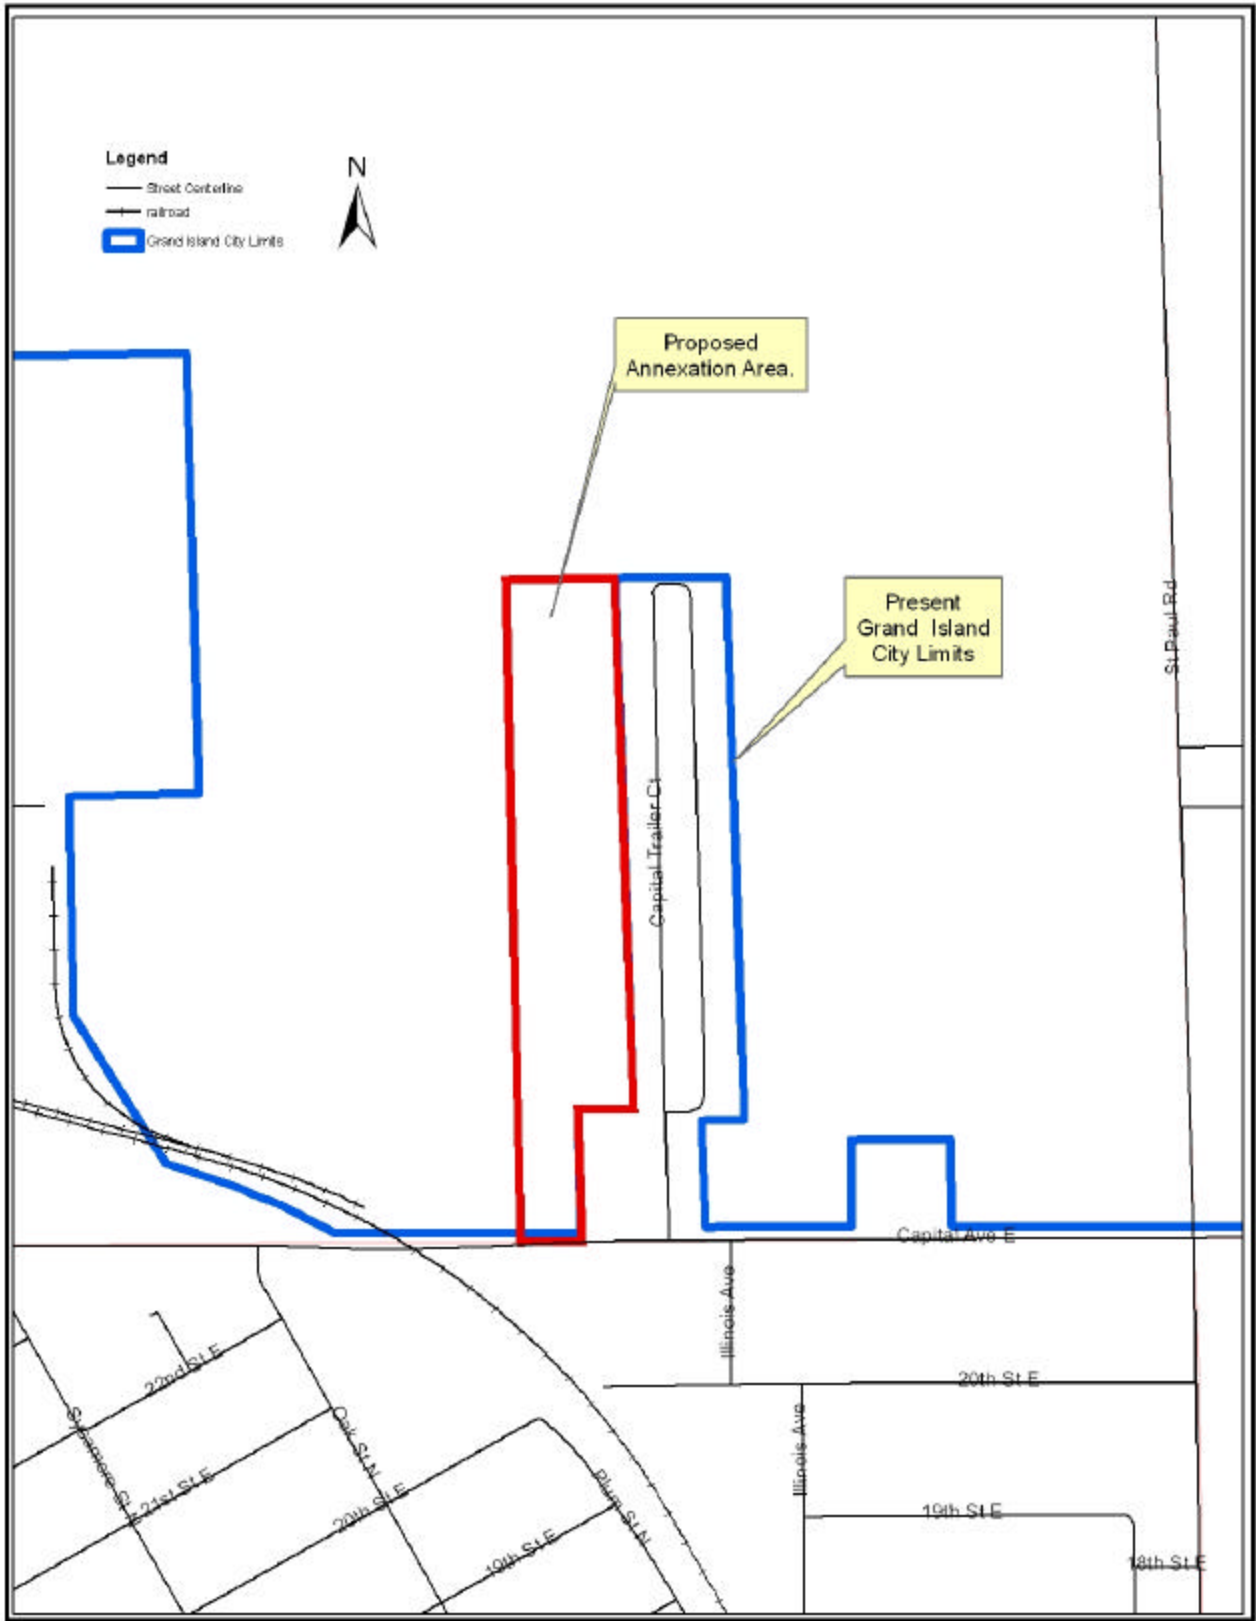 Legend
N
Street Centerline
railroad
Grand Island City Limits
Proposed
Annexation Area.
Present
Grand Island
City Limits
St Paul Rd
Capital Trailer Ct
Capital Ave E
Illinois Ave
22nd St E
20th St E
Sycamore St N
Oak St N
Illinois Ave
21st St E
20th St E
Plum St N
19th St E
19th St E
18th St E